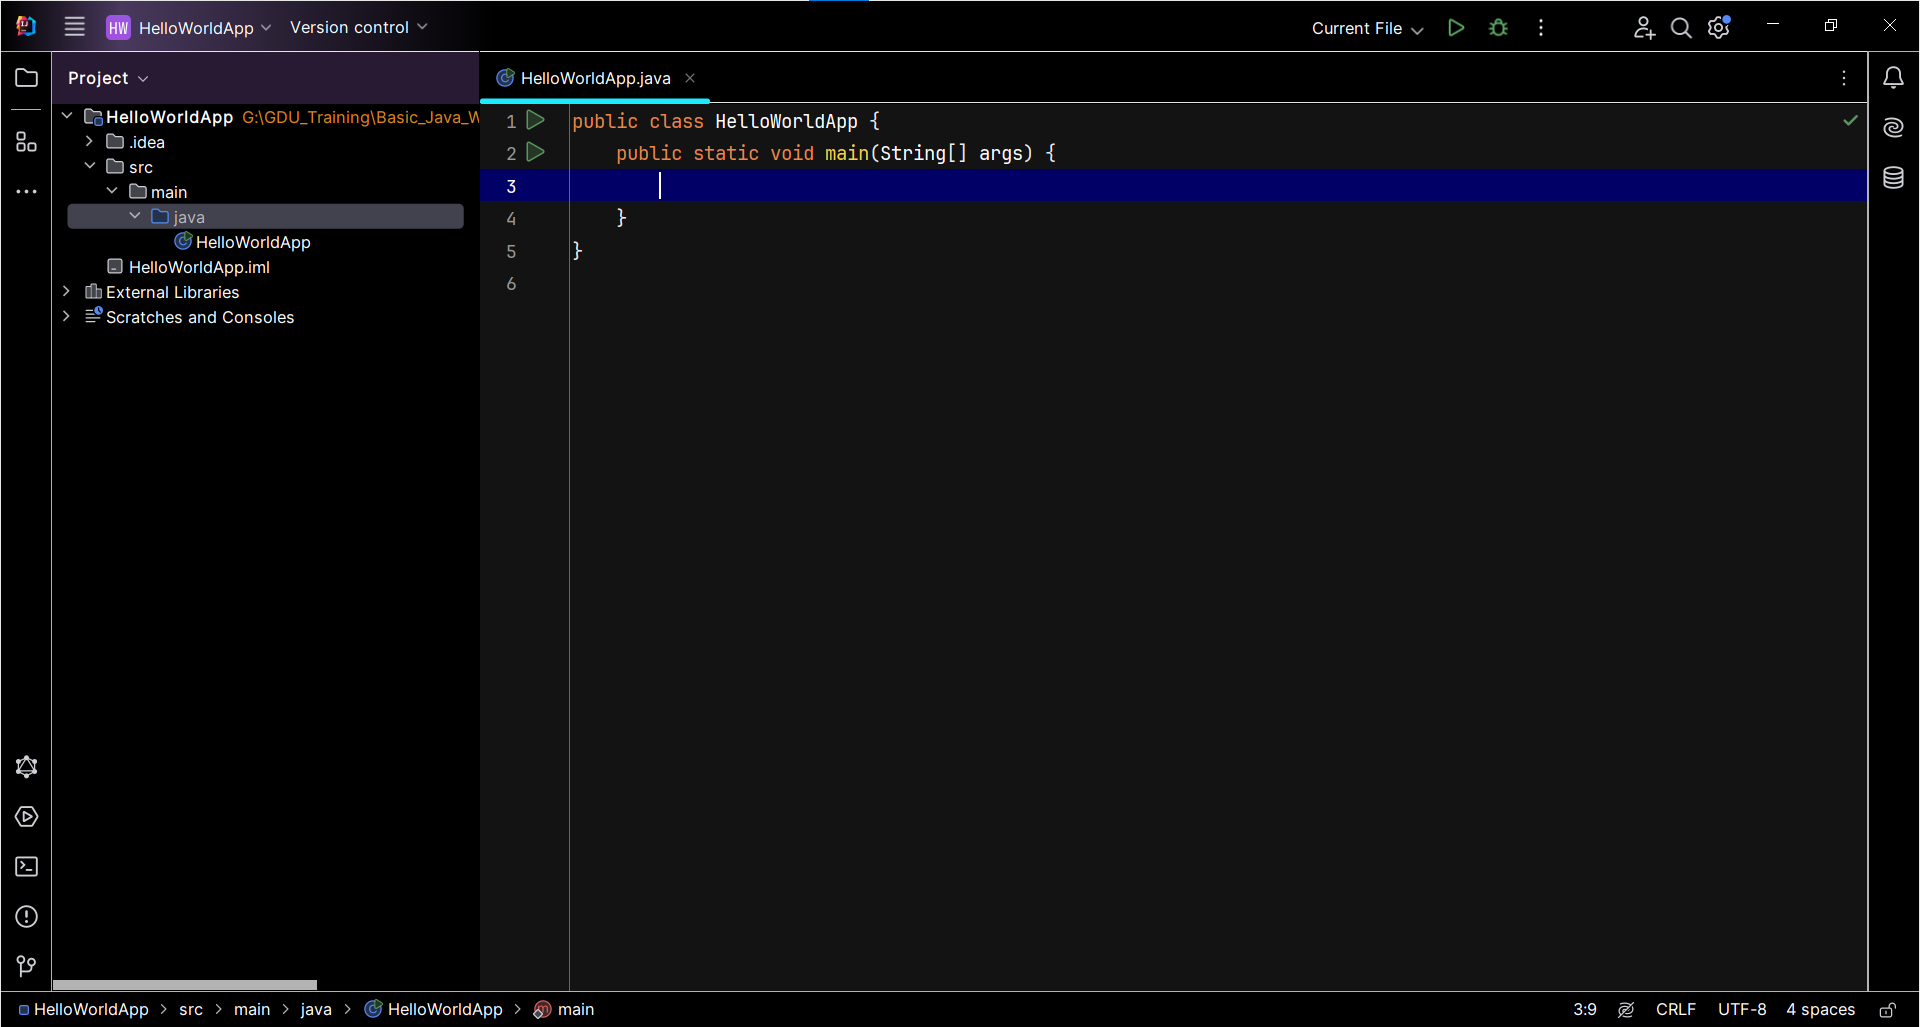 HW HelloWorldApp Version control Current File
Project
HelloWorldApp.java
HelloWorldApp G:\GDU_Training\Basic_Java_W
.idea
src
main
java
HelloWorldApp
HelloWorldApp.iml
External Libraries
Scratches and Consoles
1 public class HelloWorldApp {
2 public static void main(String[] args) {
3
4 }
5 }
6
HelloWorldApp > src > main > java > HelloWorldApp > main 3:9 CRLF UTF-8 4 spaces